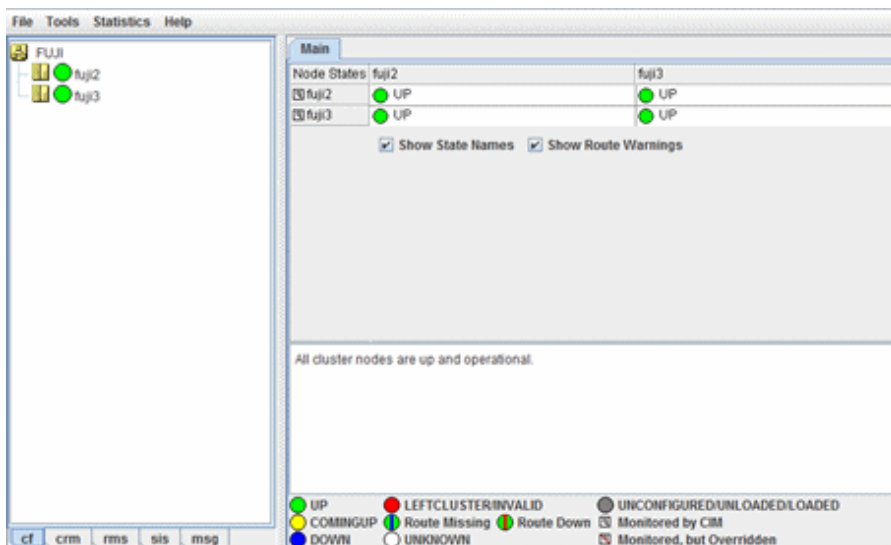 File Tools Statistics Help
FUJI
fuji2
fuji3
Main
Node States fuji2 fuji3
fuji2 UP UP
fuji3 UP UP
Show State Names Show Route Warnings
All cluster nodes are up and operational.
UP LEFTCLUSTER/INVALID UNCONFIGURED/UNLOADED/LOADED
COMINGUP Route Missing Route Down Monitored by CIM
DOWN UNKNOWN Monitored, but Overridden
cf crm rms sis msg